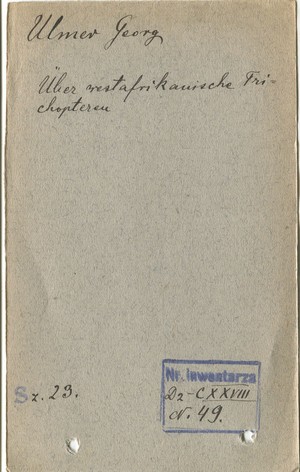 Ulmer Georg
Über westafrikanische Tri-
chopteren
Sz. 23.
Nr. Inwentarza
Dz-CXXVIII
N. 49.